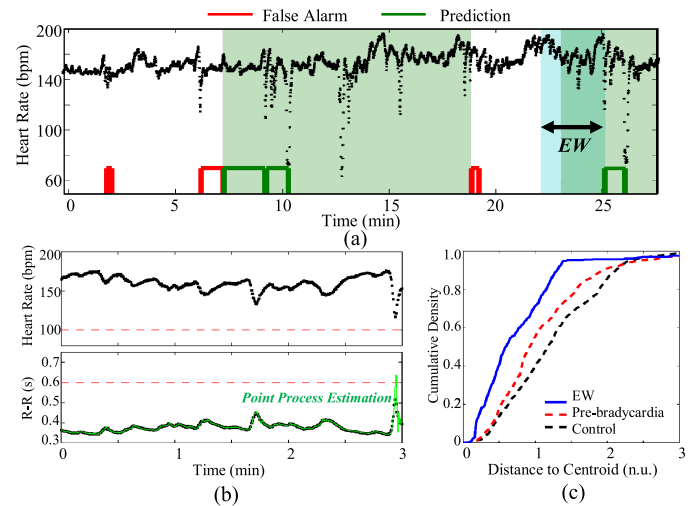 False Alarm Prediction
Heart Rate (bpm)
200
160
100
80
60
EW
0 5 10 15 20 25
Time (min)
(a)
Heart Rate (bpm)
200
150
100
R-R (s)
0.7
0.6
0.5
0.4
0.3
Point Process Estimation
0 1 2 3
Time (min)
(b)
Cumulative Density
1.0
0.8
0.6
0.4
0.2
0
EW
Pre-bradycardia
Control
0 1 2 3
Distance to Centroid (n.u.)
(c)